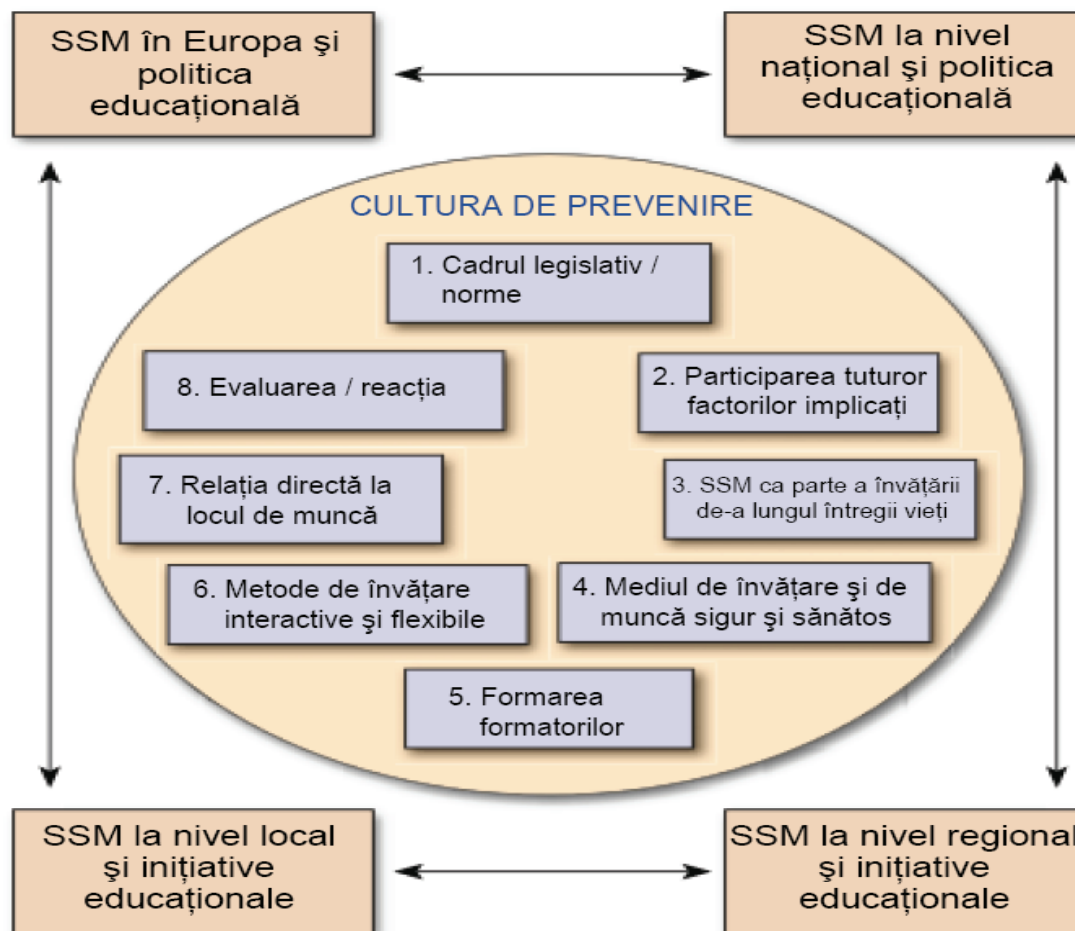 SSM în Europa şi
politica
educaţională
SSM la nivel
naţional şi politica
educaţională
CULTURA DE PREVENIRE
1. Cadrul legislativ /
norme
8. Evaluarea / reacţia
2. Participarea tuturor
factorilor implicaţi
7. Relaţia directă la
locul de muncă
3. SSM ca parte a învăţării
de-a lungul întregii vieţi
6. Metode de învăţare
interactive şi flexibile
4. Mediul de învăţare şi de
muncă sigur şi sănătos
5. Formarea
formatorilor
SSM la nivel local
şi iniţiative
educaţionale
SSM la nivel regional
şi iniţiative
educaţionale